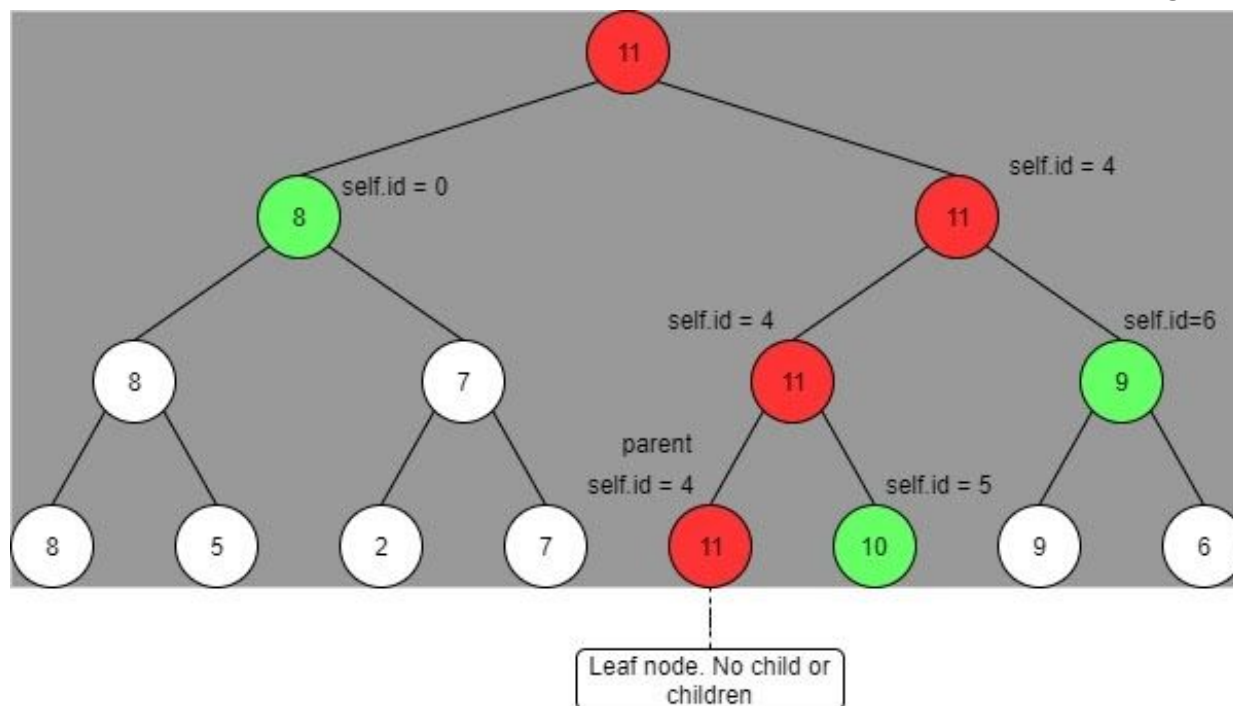 11
self.id = 4
self.id = 0
8
11
self.id = 4
self.id=6
8
7
11
9
parent
self.id = 4
self.id = 5
8
5
2
7
11
10
9
6
Leaf node. No child or
children